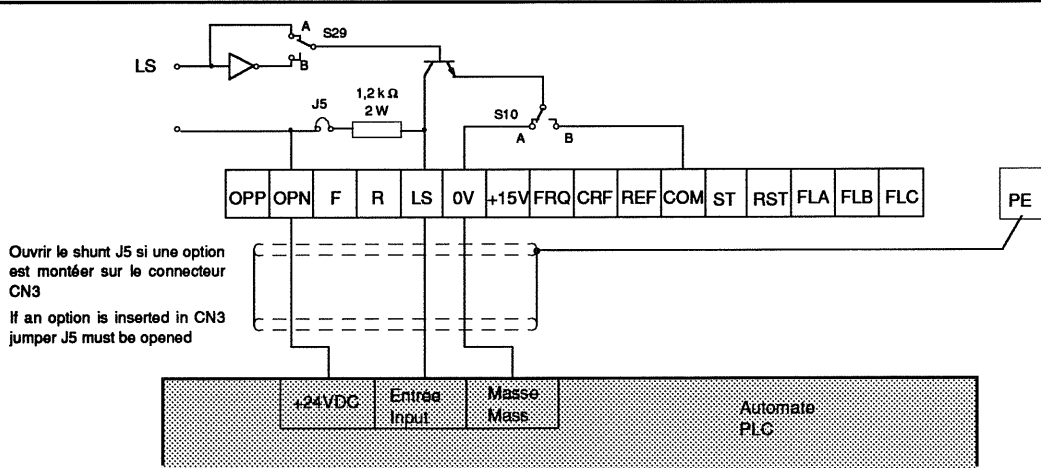 A
S29
LS
B
J5
1,2 k Ω
2 W
S10
A
B
OPP OPN F R LS 0V +15V FRQ CRF REF COM ST RST FLA FLB FLC
PE
Ouvrir le shunt J5 si une option
est montéer sur le connecteur
CN3
If an option is inserted in CN3
jumper J5 must be opened
+24VDC
Entrée
Input
Masse
Mass
Automate
PLC